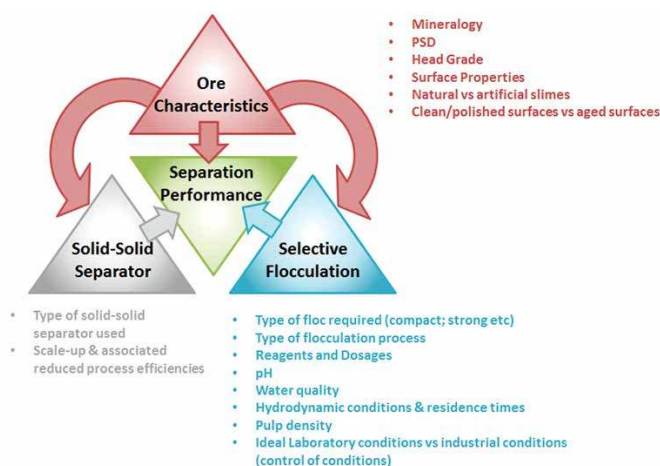 • Mineralogy
• PSD
• Head Grade
• Surface Properties
• Natural vs artificial slimes
• Clean/polished surfaces vs aged surfaces
Ore
Characteristics
Separation
Performance
Solid-Solid
Separator
Selective
Flocculation
• Type of solid-solid
separator used
• Scale-up & associated
reduced process efficiencies
• Type of floc required (compact; strong etc)
• Type of flocculation process
• Reagents and Dosages
• pH
• Water quality
• Hydrodynamic conditions & residence times
• Pulp density
• Ideal Laboratory conditions vs industrial conditions
(control of conditions)